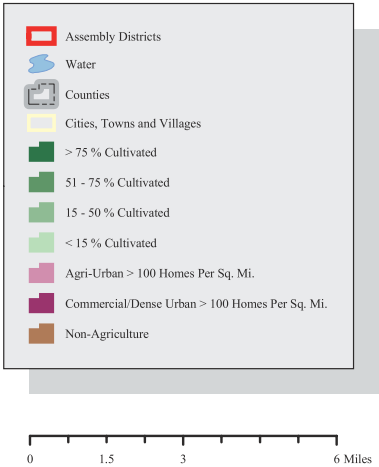 Assembly Districts
Water
Counties
Cities, Towns and Villages
> 75 % Cultivated
51 - 75 % Cultivated
15 - 50 % Cultivated
< 15 % Cultivated
Agri-Urban > 100 Homes Per Sq. Mi.
Commercial/Dense Urban > 100 Homes Per Sq. Mi.
Non-Agriculture
0 1.5 3 6 Miles